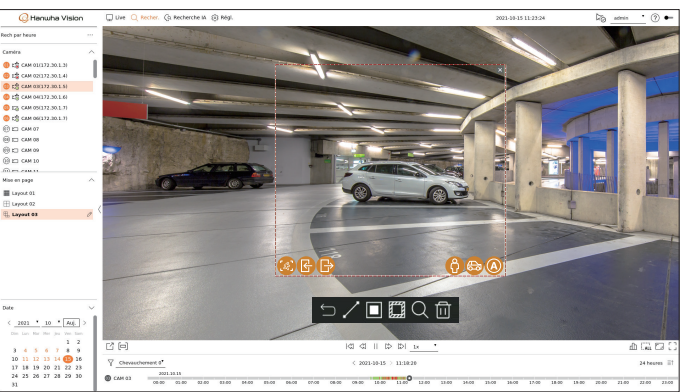 Hanwha Vision
Live Recher. Recherche IA Régl.
2021-10-15 11:23:24
admin
Rech par heure
Caméra
CAM 01(172.30.1.3)
CAM 02(172.30.1.4)
CAM 03(172.30.1.5)
CAM 04(172.30.1.6)
CAM 05(172.30.1.7)
CAM 06(172.30.1.7)
07 CAM 07
08 CAM 08
09 CAM 09
10 CAM 10
CAM 11
Mise en page
Layout 01
Layout 02
Layout 03
A
Date
2021 10 Auj.
1 2
3 4 5 6 7 8 9
10 11 12 13 14 15 16
17 18 19 20 21 22 23
24 25 26 27 28 29 30
31
1x
ALL
Chevauchement 0
2021-10-15 11:18:20
24 heures
CAM-03
2021.10.15
00:00 01:00 02:00 03:00 04:00 05:00 06:00 07:00 08:00 09:00 10:00 11:00 12:00 13:00 14:00 15:00 16:00 17:00 18:00 19:00 20:00 21:00 22:00 23:00